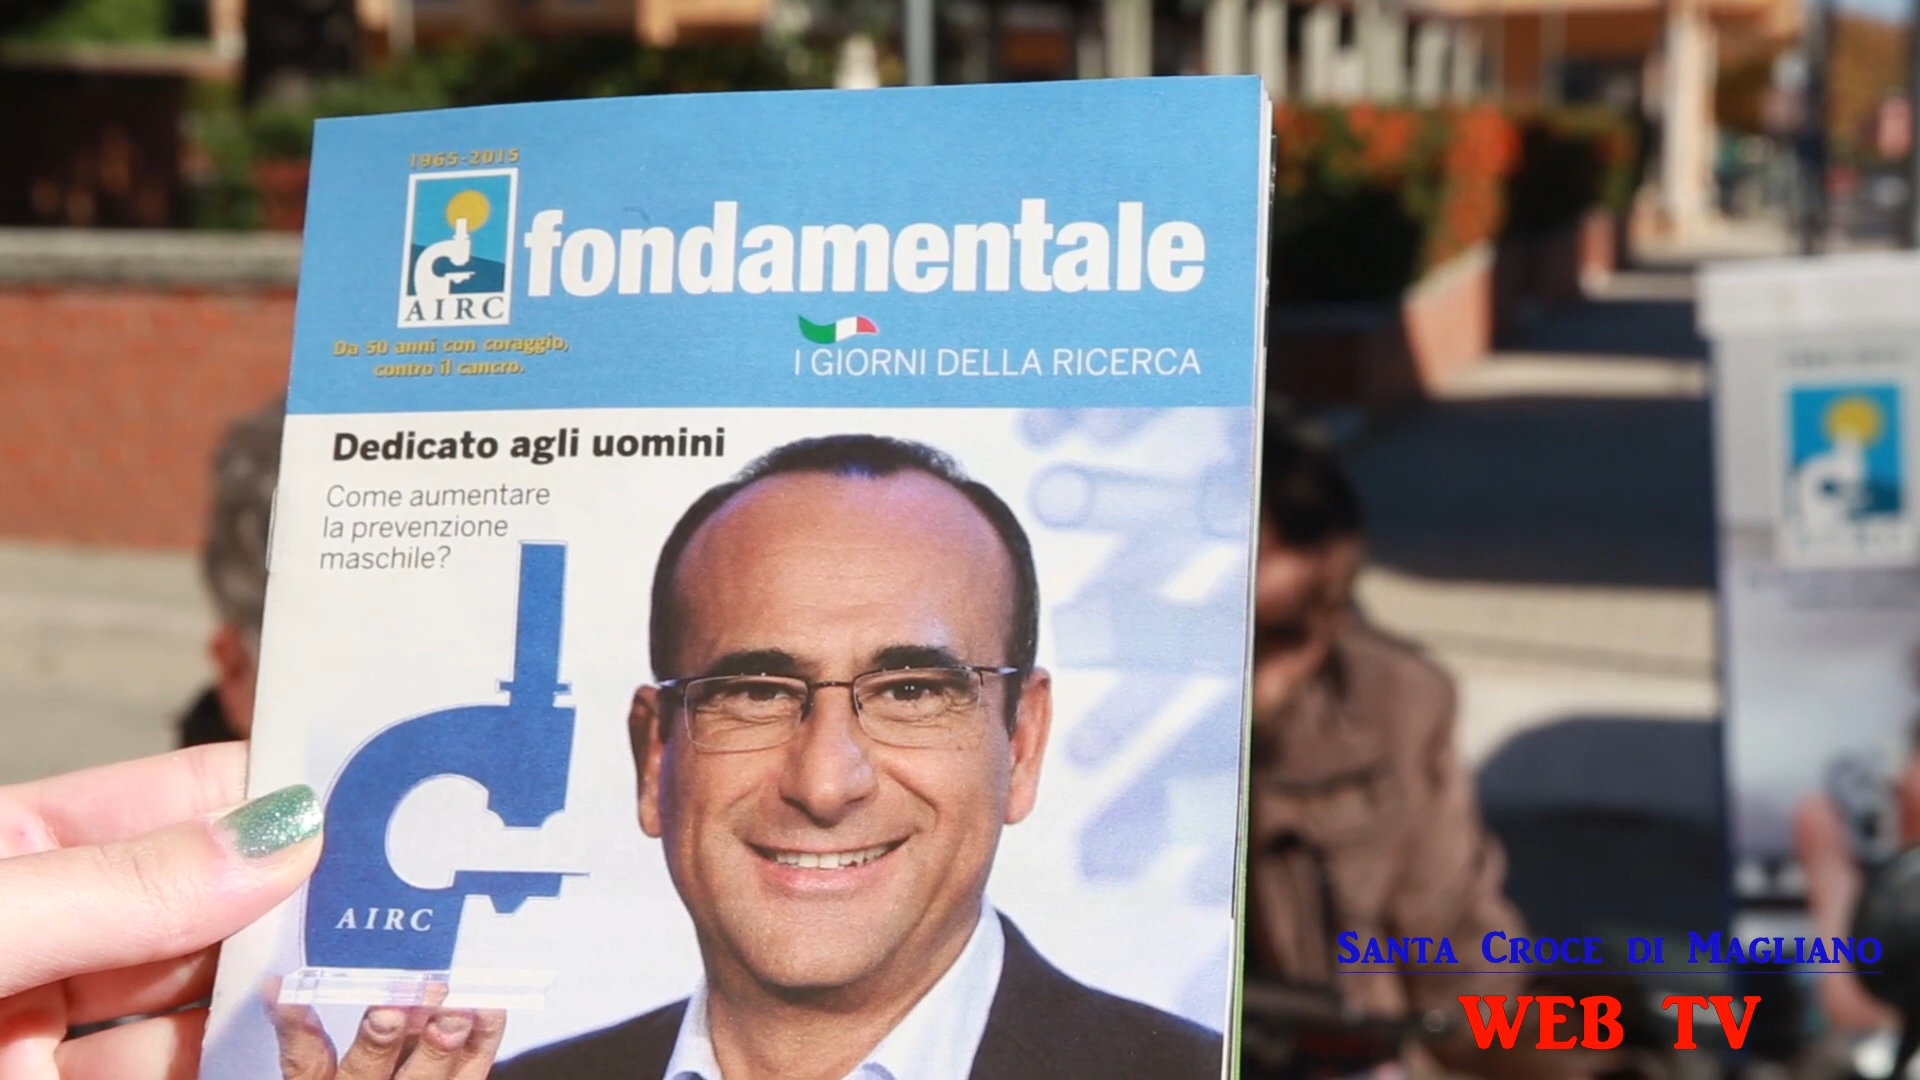 1965-2015
AIRC
fondamentale
Da 50 anni con coraggio,
contro il cancro.
I GIORNI DELLA RICERCA
Dedicato agli uomini
Come aumentare
la prevenzione
maschile?
AIRC
SANTA CROCE DI MAGLIANO
WEB TV